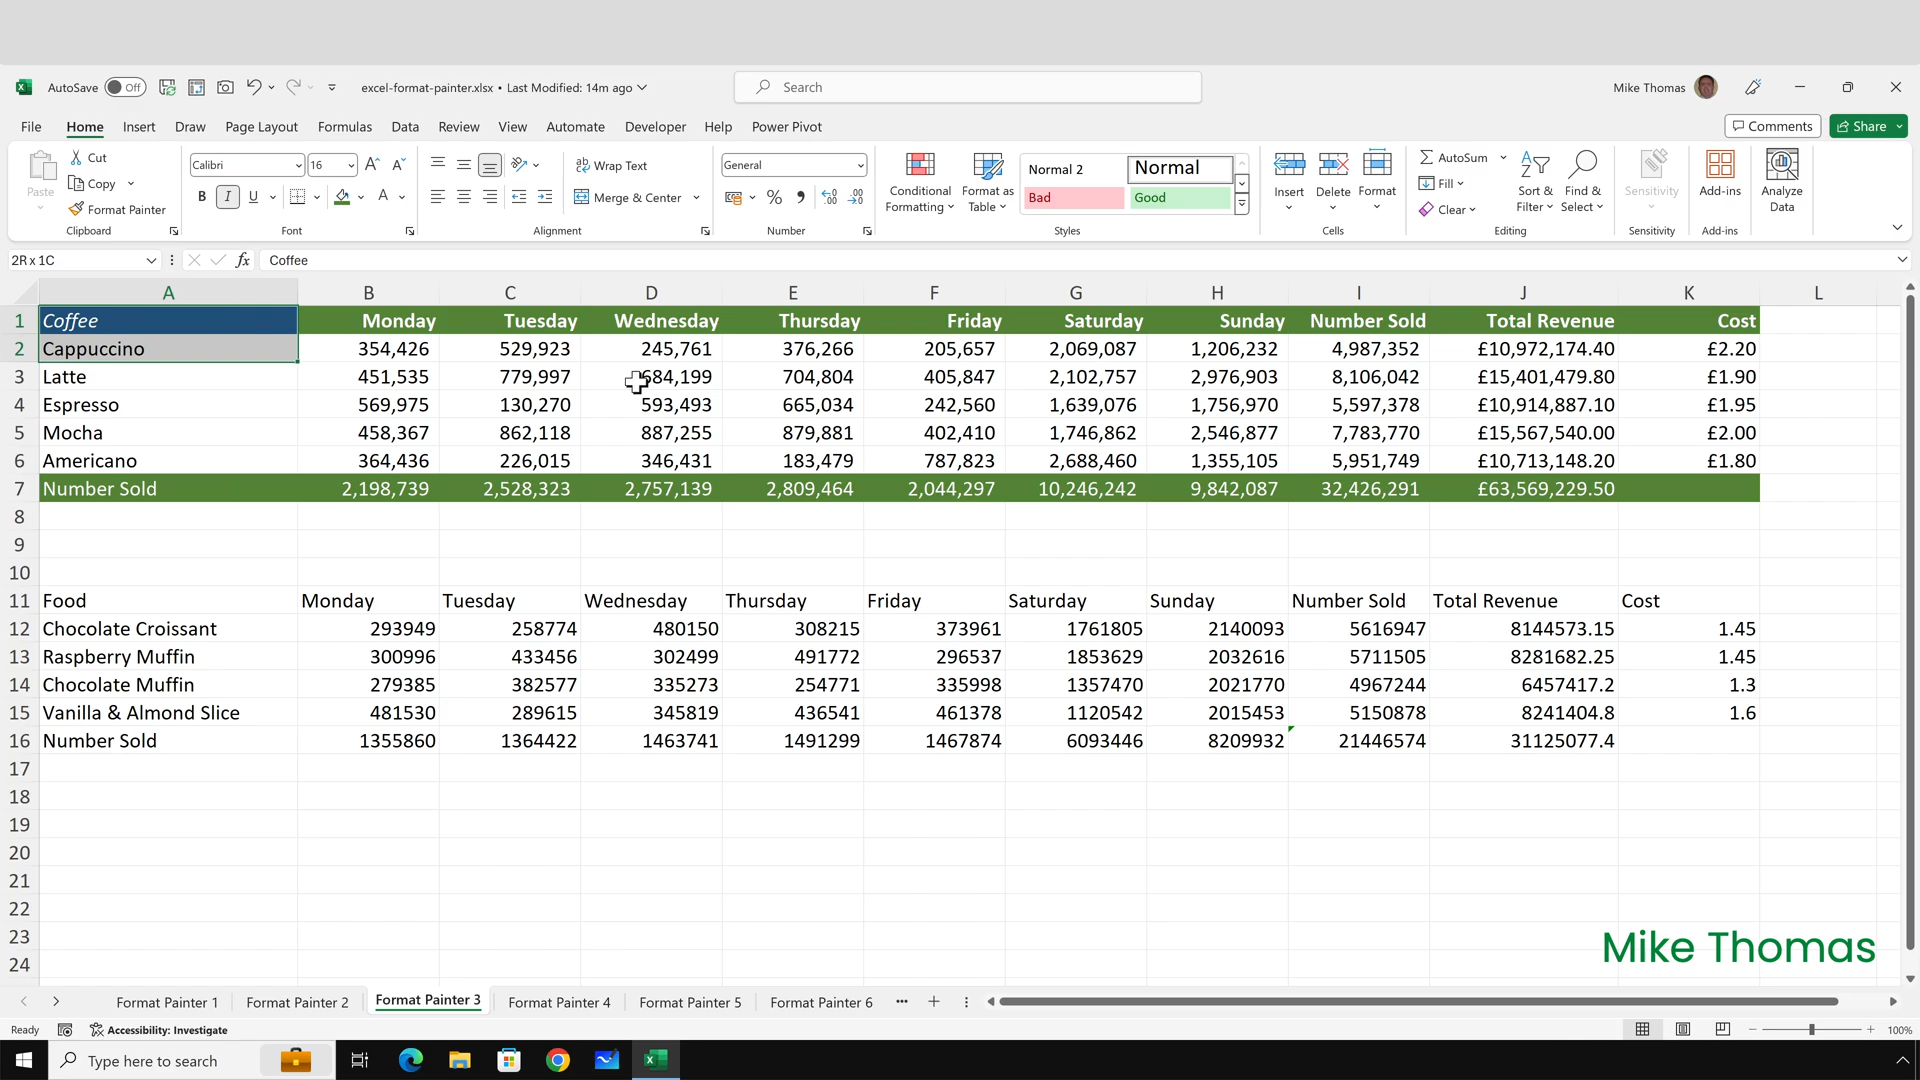 AutoSave Off excel-format-painter.xlsx • Last Modified: 14m ago Search Mike Thomas
File Home Insert Draw Page Layout Formulas Data Review View Automate Developer Help Power Pivot Comments Share
Paste Cut Copy Format Painter Clipboard
Calibri 16 B I U A Font
Wrap Text Merge & Center Alignment
General % , Number
Conditional Formatting Format as Table Normal 2 Normal Bad Good Styles
Insert Delete Format Cells
AutoSum Fill Clear Sort & Filter Find & Select Editing
Sensitivity Sensitivity
Add-ins Add-ins
Analyze Data
2R x 1C fx Coffee
A B C D E F G H I J K L
1 Coffee Monday Tuesday Wednesday Thursday Friday Saturday Sunday Number Sold Total Revenue Cost
2 Cappuccino 354,426 529,923 245,761 376,266 205,657 2,069,087 1,206,232 4,987,352 £10,972,174.40 £2.20
3 Latte 451,535 779,997 684,199 704,804 405,847 2,102,757 2,976,903 8,106,042 £15,401,479.80 £1.90
4 Espresso 569,975 130,270 593,493 665,034 242,560 1,639,076 1,756,970 5,597,378 £10,914,887.10 £1.95
5 Mocha 458,367 862,118 887,255 879,881 402,410 1,746,862 2,546,877 7,783,770 £15,567,540.00 £2.00
6 Americano 364,436 226,015 346,431 183,479 787,823 2,688,460 1,355,105 5,951,749 £10,713,148.20 £1.80
7 Number Sold 2,198,739 2,528,323 2,757,139 2,809,464 2,044,297 10,246,242 9,842,087 32,426,291 £63,569,229.50
8
9
10
11 Food Monday Tuesday Wednesday Thursday Friday Saturday Sunday Number Sold Total Revenue Cost
12 Chocolate Croissant 293949 258774 480150 308215 373961 1761805 2140093 5616947 8144573.15 1.45
13 Raspberry Muffin 300996 433456 302499 491772 296537 1853629 2032616 5711505 8281682.25 1.45
14 Chocolate Muffin 279385 382577 335273 254771 335998 1357470 2021770 4967244 6457417.2 1.3
15 Vanilla & Almond Slice 481530 289615 345819 436541 461378 1120542 2015453 5150878 8241404.8 1.6
16 Number Sold 1355860 1364422 1463741 1491299 1467874 6093446 8209932 21446574 31125077.4
17
18
19
20
21
22
23
24
Mike Thomas
Format Painter 1 Format Painter 2 Format Painter 3 Format Painter 4 Format Painter 5 Format Painter 6
Ready Accessibility: Investigate 100%
Type here to search